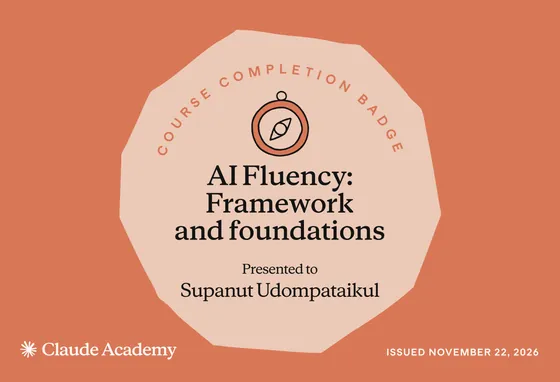 COURSE COMPLETION BADGE
AI Fluency:
Framework
and foundations
Presented to
Supanut Udompataikul
Claude Academy
ISSUED NOVEMBER 22, 2026